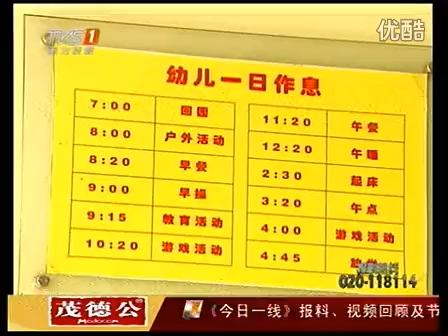 TVS 1
优酷
幼儿一日作息
7:00 回园 11:20 午餐
8:00 户外活动 12:20 午睡
8:20 早餐 2:30 起床
9:00 早操 3:20 午点
9:15 教育活动 4:00 游戏活动
10:20 游戏活动 4:45
020-118114
茂德公 《今日一线》报料、视频回顾及节